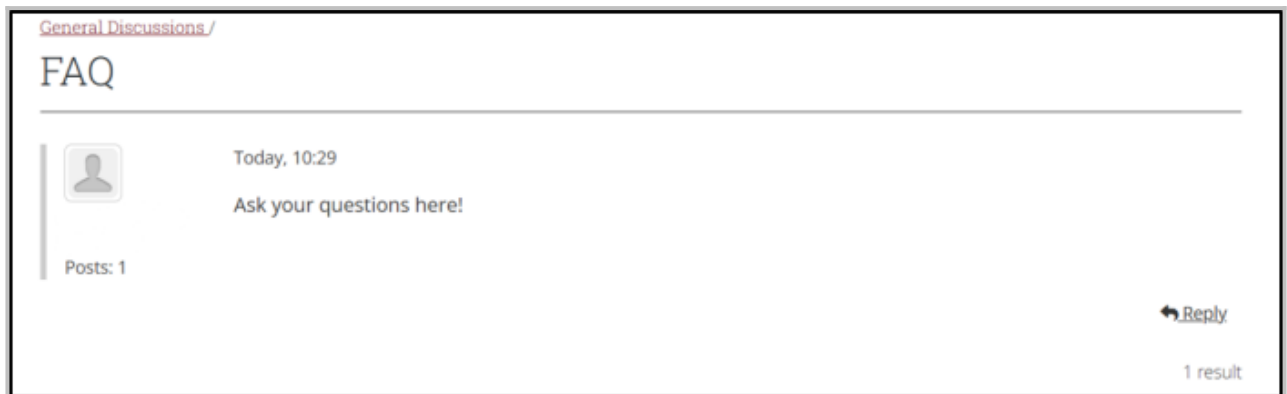 General Discussions /
FAQ
Today, 10:29
Ask your questions here!
Posts: 1
Reply
1 result